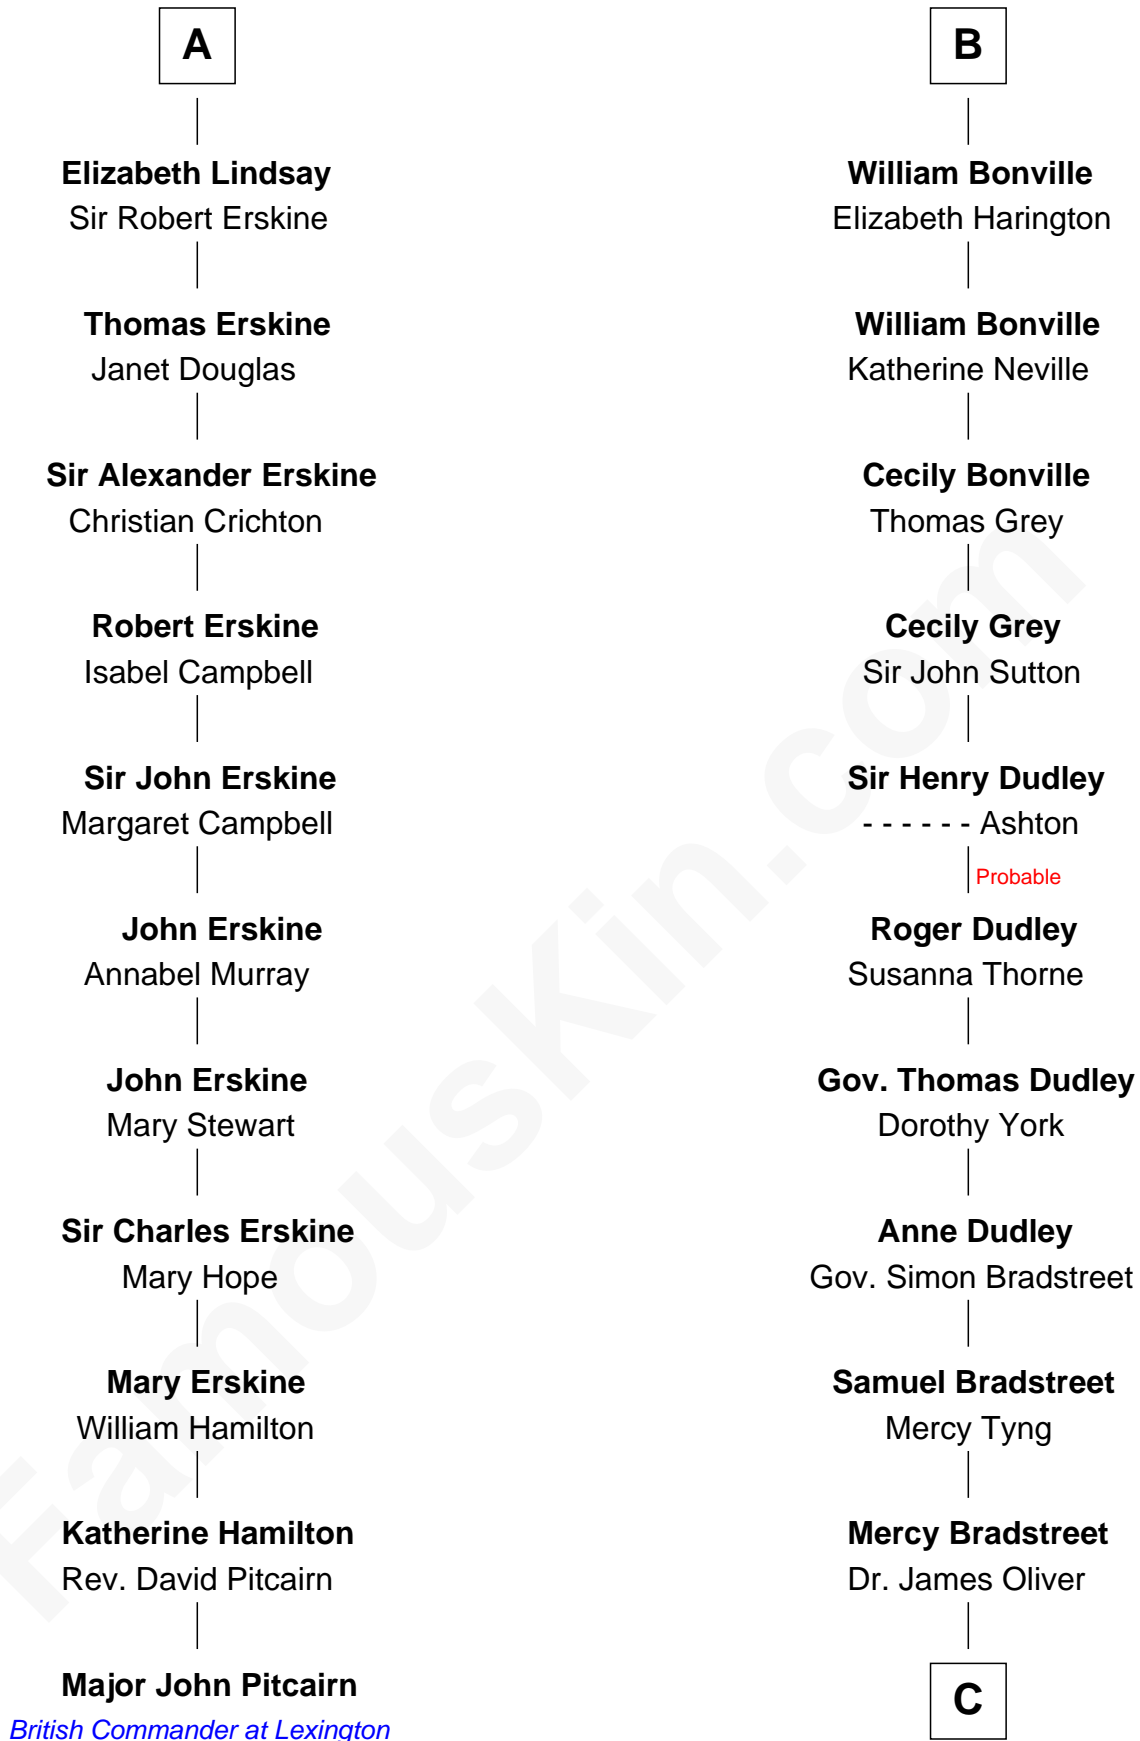 A
Elizabeth Lindsay
Sir Robert Erskine
Thomas Erskine
Janet Douglas
Sir Alexander Erskine
Christian Crichton
Robert Erskine
Isabel Campbell
Sir John Erskine
Margaret Campbell
John Erskine
Annabel Murray
John Erskine
Mary Stewart
Sir Charles Erskine
Mary Hope
Mary Erskine
William Hamilton
Katherine Hamilton
Rev. David Pitcairn
Major John Pitcairn
British Commander at Lexington
B
William Bonville
Elizabeth Harington
William Bonville
Katherine Neville
Cecily Bonville
Thomas Grey
Cecily Grey
Sir John Sutton
Sir Henry Dudley
- - - - - - Ashton
Probable
Roger Dudley
Susanna Thorne
Gov. Thomas Dudley
Dorothy York
Anne Dudley
Gov. Simon Bradstreet
Samuel Bradstreet
Mercy Tyng
Mercy Bradstreet
Dr. James Oliver
C
FamousKin.com